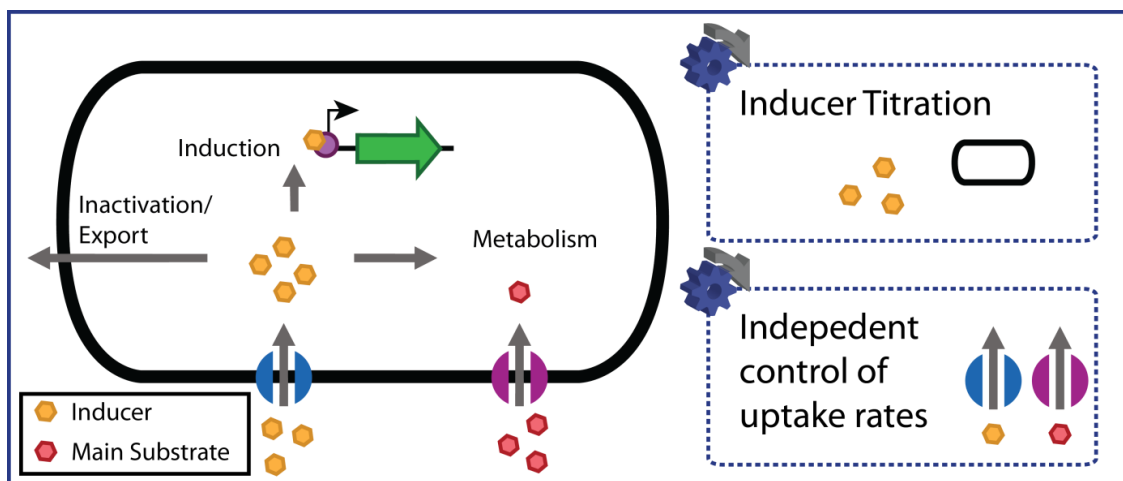 Induction
Inactivation/
Export
Metabolism
Inducer
Main Substrate
Inducer Titration
Indepedent
control of
uptake rates